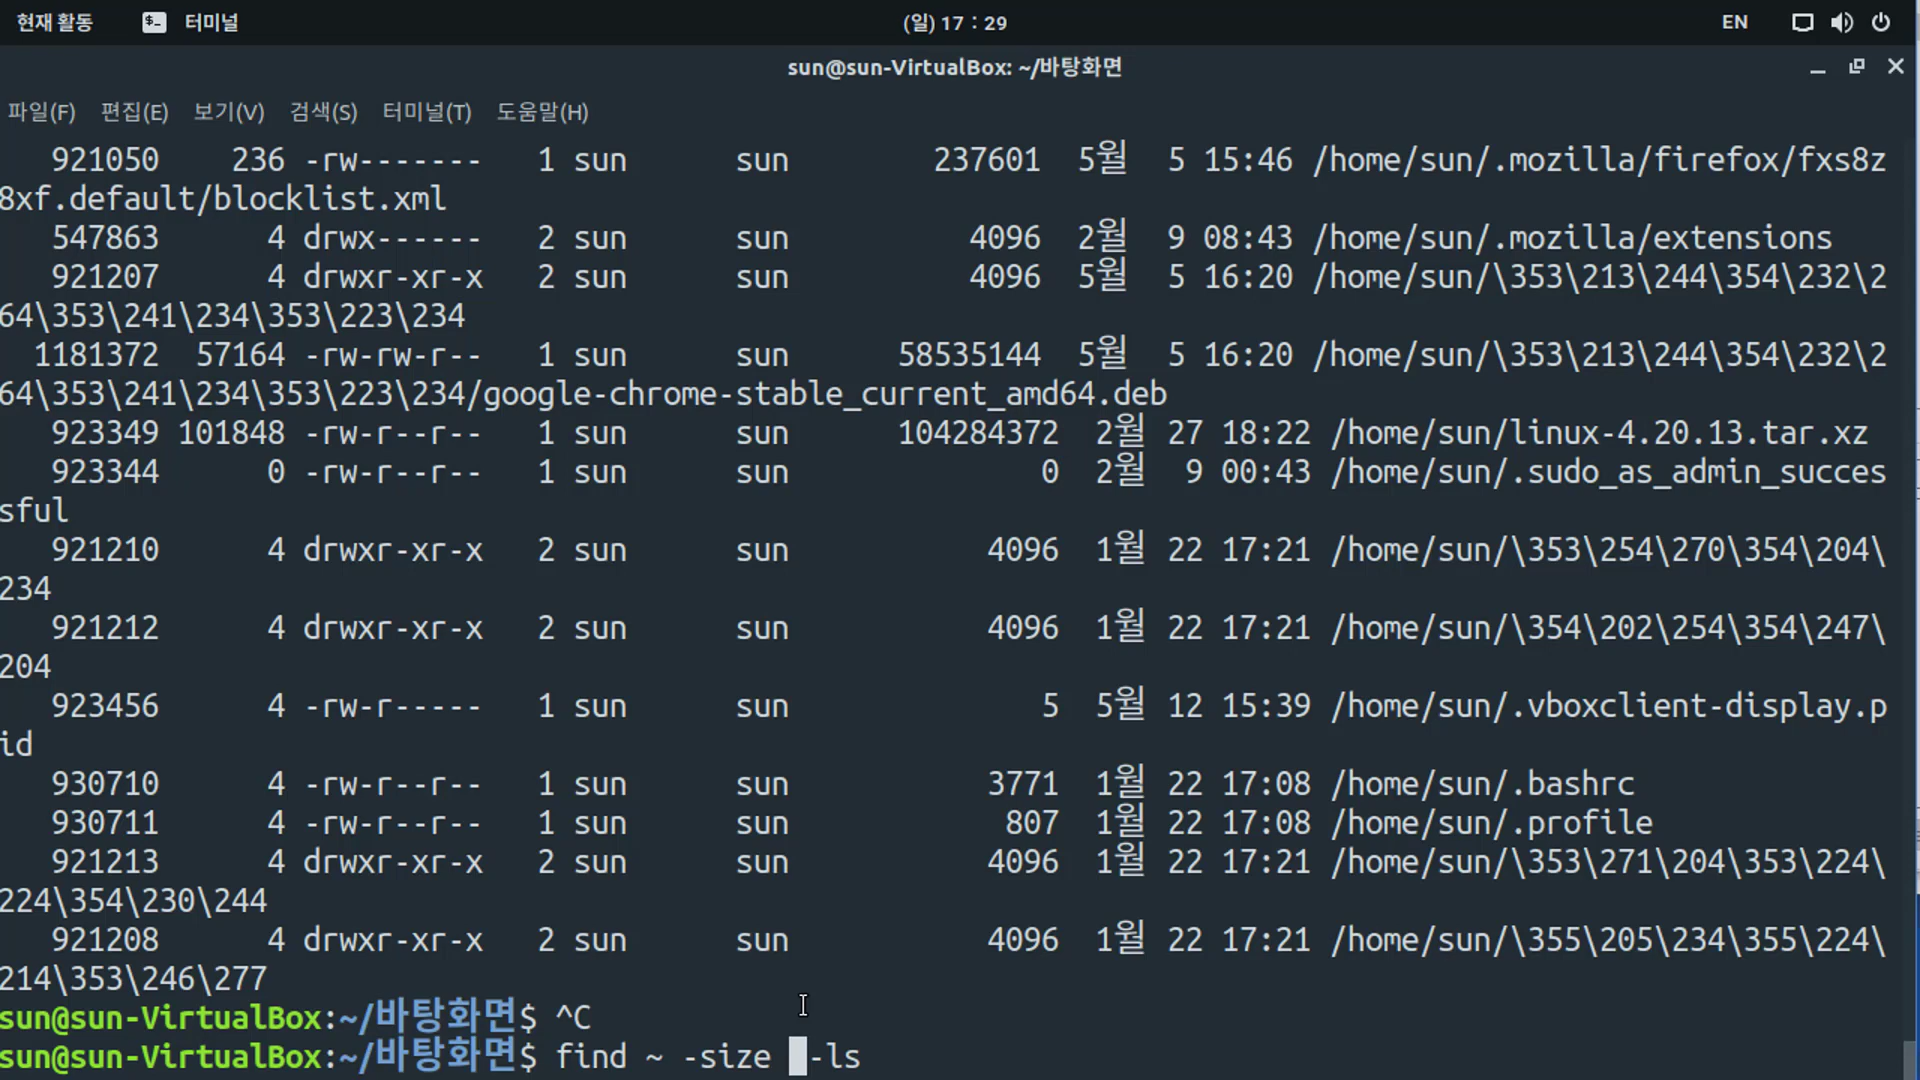 현재 활동 터미널 (일) 17 : 29 EN
sun@sun-VirtualBox: ~/바탕화면
파일(F) 편집(E) 보기(V) 검색(S) 터미널(T) 도움말(H)
921050 236 -rw------- 1 sun sun 237601 5월 5 15:46 /home/sun/.mozilla/firefox/fxs8z
8xf.default/blocklist.xml
547863 4 drwx------ 2 sun sun 4096 2월 9 08:43 /home/sun/.mozilla/extensions
921207 4 drwxr-xr-x 2 sun sun 4096 5월 5 16:20 /home/sun/\353\213\244\354\232\2
64\353\241\234\353\223\234
1181372 57164 -rw-rw-r-- 1 sun sun 58535144 5월 5 16:20 /home/sun/\353\213\244\354\232\2
64\353\241\234\353\223\234/google-chrome-stable_current_amd64.deb
923349 101848 -rw-r--r-- 1 sun sun 104284372 2월 27 18:22 /home/sun/linux-4.20.13.tar.xz
923344 0 -rw-r--r-- 1 sun sun 0 2월 9 00:43 /home/sun/.sudo_as_admin_succes
sful
921210 4 drwxr-xr-x 2 sun sun 4096 1월 22 17:21 /home/sun/\353\254\270\354\204\
234
921212 4 drwxr-xr-x 2 sun sun 4096 1월 22 17:21 /home/sun/\354\202\254\354\247\
204
923456 4 -rw-r----- 1 sun sun 5 5월 12 15:39 /home/sun/.vboxclient-display.p
id
930710 4 -rw-r--r-- 1 sun sun 3771 1월 22 17:08 /home/sun/.bashrc
930711 4 -rw-r--r-- 1 sun sun 807 1월 22 17:08 /home/sun/.profile
921213 4 drwxr-xr-x 2 sun sun 4096 1월 22 17:21 /home/sun/\353\271\204\353\224\
224\354\230\244
921208 4 drwxr-xr-x 2 sun sun 4096 1월 22 17:21 /home/sun/\355\205\234\355\224\
214\353\246\277
sun@sun-VirtualBox:~/바탕화면$ ^C
sun@sun-VirtualBox:~/바탕화면$ find ~ -size -ls